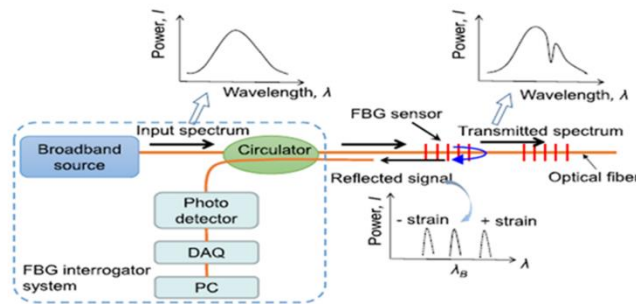 Power, I
Wavelength, λ
Power, I
Wavelength, λ
Broadband
source
Input spectrum
Circulator
FBG sensor
Transmitted spectrum
Reflected signal
Optical fiber
Photo
detector
DAQ
PC
FBG interrogator
system
- strain
+ strain
Power, I
λB
λ